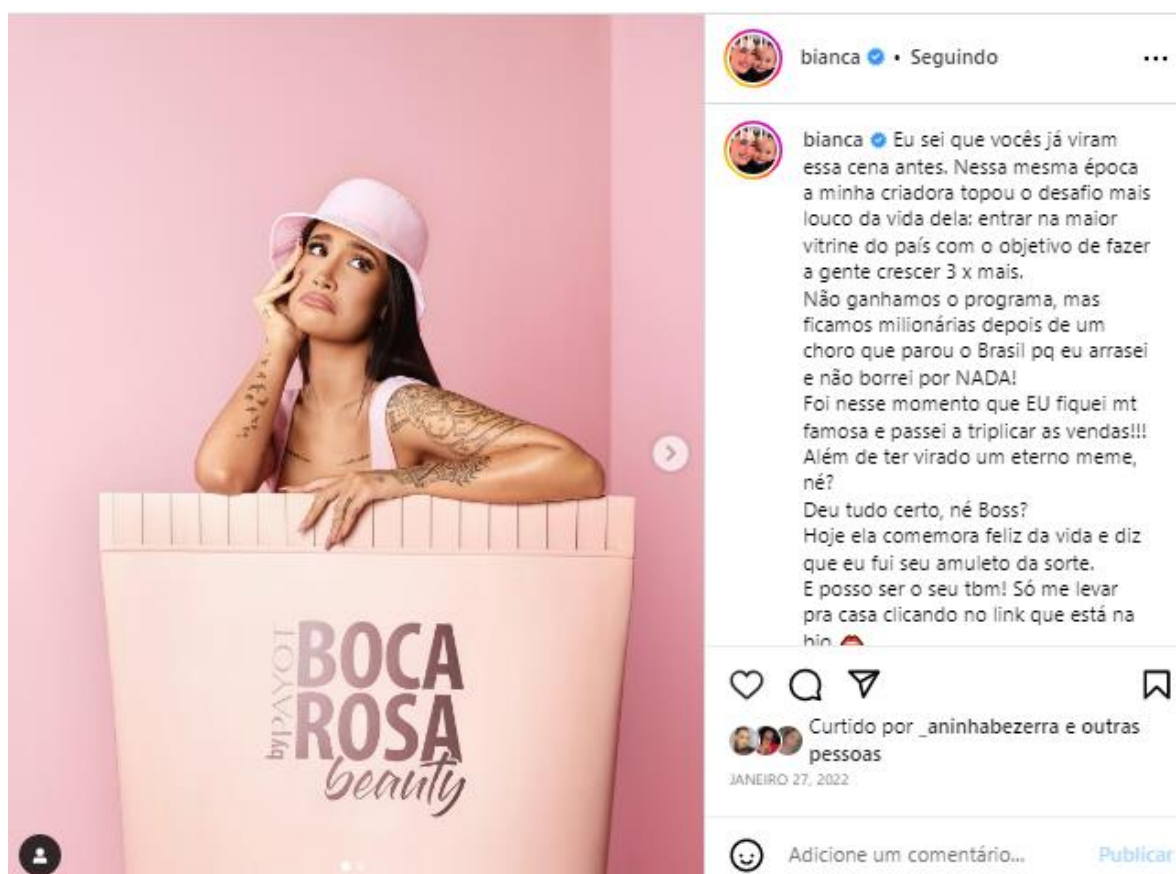 by PAYOT
BOCA
ROSA
beauty
bianca • Seguindo
bianca Eu sei que vocês já viram
essa cena antes. Nessa mesma época
a minha criadora topou o desafio mais
louco da vida dela: entrar na maior
vitrine do país com o objetivo de fazer
a gente crescer 3 x mais.
Não ganhamos o programa, mas
ficamos milionárias depois de um
choro que parou o Brasil pq eu arrasei
e não borrei por NADA!
Foi nesse momento que EU fiquei mt
famosa e passei a triplicar as vendas!!!
Além de ter virado um eterno meme,
né?
Deu tudo certo, né Boss?
Hoje ela comemora feliz da vida e diz
que eu fui seu amuleto da sorte.
E posso ser o seu tbm! Só me levar
pra casa clicando no link que está na
bio.
Curtido por _aninhabezerra e outras
pessoas
JANEIRO 27, 2022
Adicione um comentário... Publicar